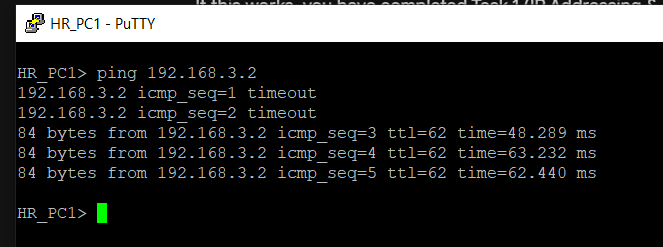 If this works, you have completed Task 1 (IP Addressing &
HR_PC1 - PuTTY
HR_PC1> ping 192.168.3.2
192.168.3.2 icmp_seq=1 timeout
192.168.3.2 icmp_seq=2 timeout
84 bytes from 192.168.3.2 icmp_seq=3 ttl=62 time=48.289 ms
84 bytes from 192.168.3.2 icmp_seq=4 ttl=62 time=63.232 ms
84 bytes from 192.168.3.2 icmp_seq=5 ttl=62 time=62.440 ms
HR_PC1>